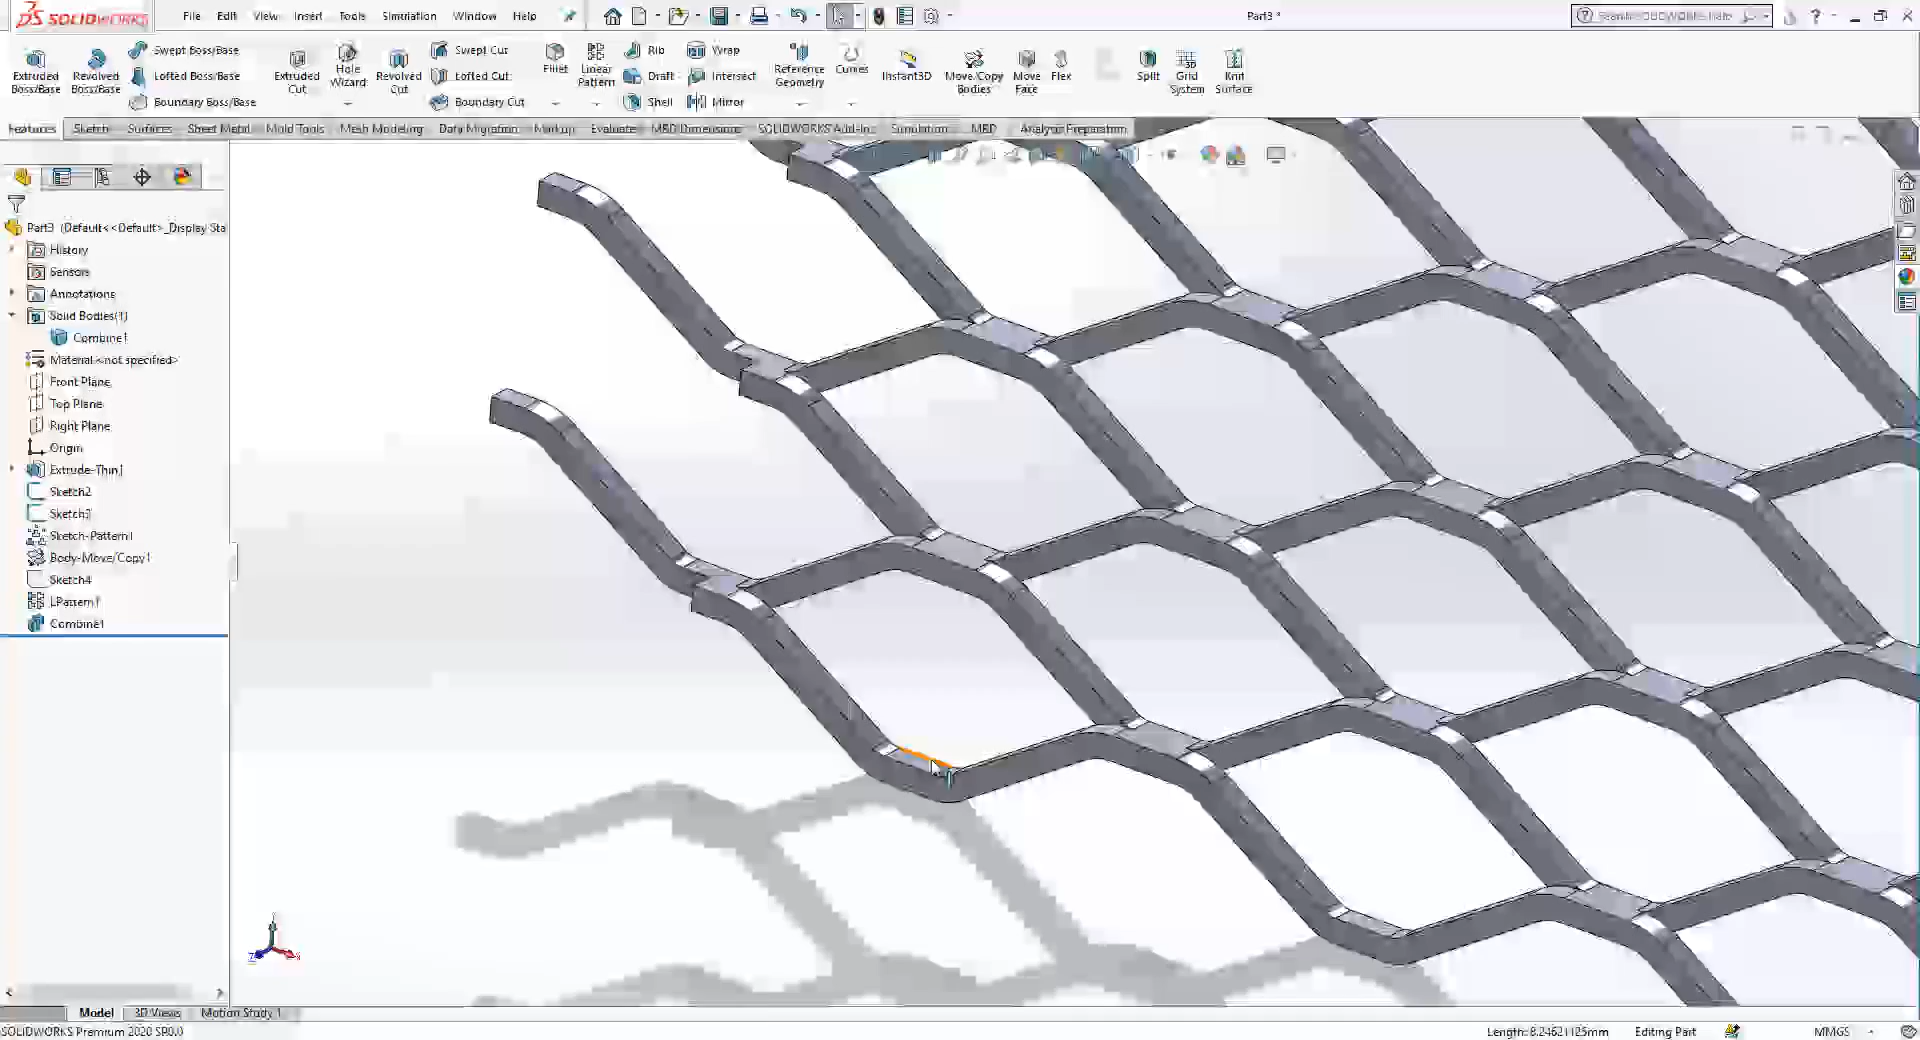 SOLIDWORKS File Edit View Insert Tools Simulation Window Help Part3 *
Extruded Boss/Base
Revolved Boss/Base
Swept Boss/Base
Lofted Boss/Base
Boundary Boss/Base
Extruded Cut
Hole Wizard
Revolved Cut
Swept Cut
Lofted Cut
Boundary Cut
Fillet
Linear Pattern
Rib
Draft
Shell
Wrap
Intersect
Mirror
Reference Geometry
Curves
Instant3D
Move/Copy Bodies
Move Face
Flex
Split
Grid System
Knit Surface
Features Sketch Surfaces Sheet Metal Mold Tools Mesh Modeling Data Migration Markup Evaluate MBD Dimensions SOLIDWORKS Add-Ins Simulation MBD Analysis Preparation
Part3 (Default<<Default>_Display Sta
History
Sensors
Annotations
Solid Bodies(1)
Combine1
Material <not specified>
Front Plane
Top Plane
Right Plane
Origin
Extrude-Thin1
Sketch2
Sketch3
Sketch-Pattern1
Body-Move/Copy1
Sketch4
LPattern1
Combine1
Model 3D Views Motion Study 1
SOLIDWORKS Premium 2020 SP0.0 Length: 8.24621125mm Editing Part MMGS